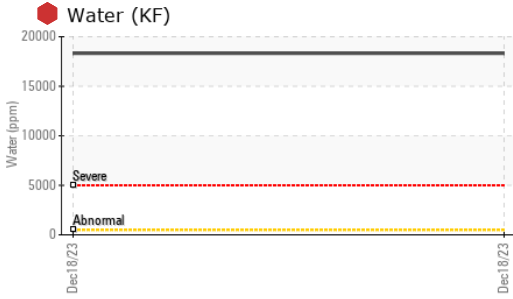 Water (KF)
20000
15000
10000
5000
0
Water (ppm)
Severe
Abnormal
Dec18/23
Dec18/23